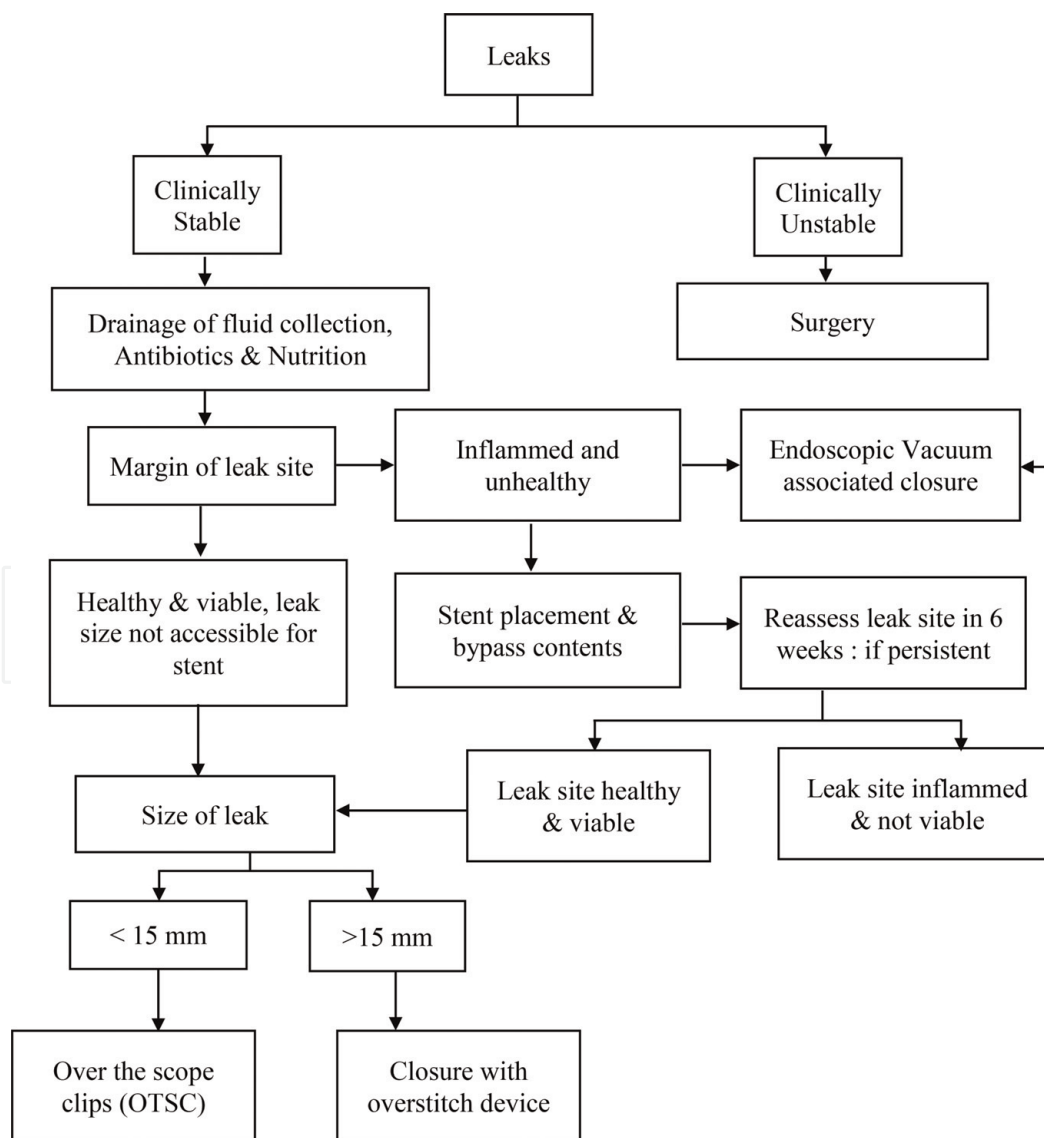 Leaks
Clinically
Stable
Clinically
Unstable
Drainage of fluid collection,
Antibiotics & Nutrition
Surgery
Margin of leak site
Inflammed and
unhealthy
Endoscopic Vacuum
associated closure
Healthy & viable, leak
size not accessible for
stent
Stent placement &
bypass contents
Reassess leak site in 6
weeks : if persistent
Size of leak
Leak site healthy
& viable
Leak site inflammed
& not viable
< 15 mm
>15 mm
Over the scope
clips (OTSC)
Closure with
overstitch device